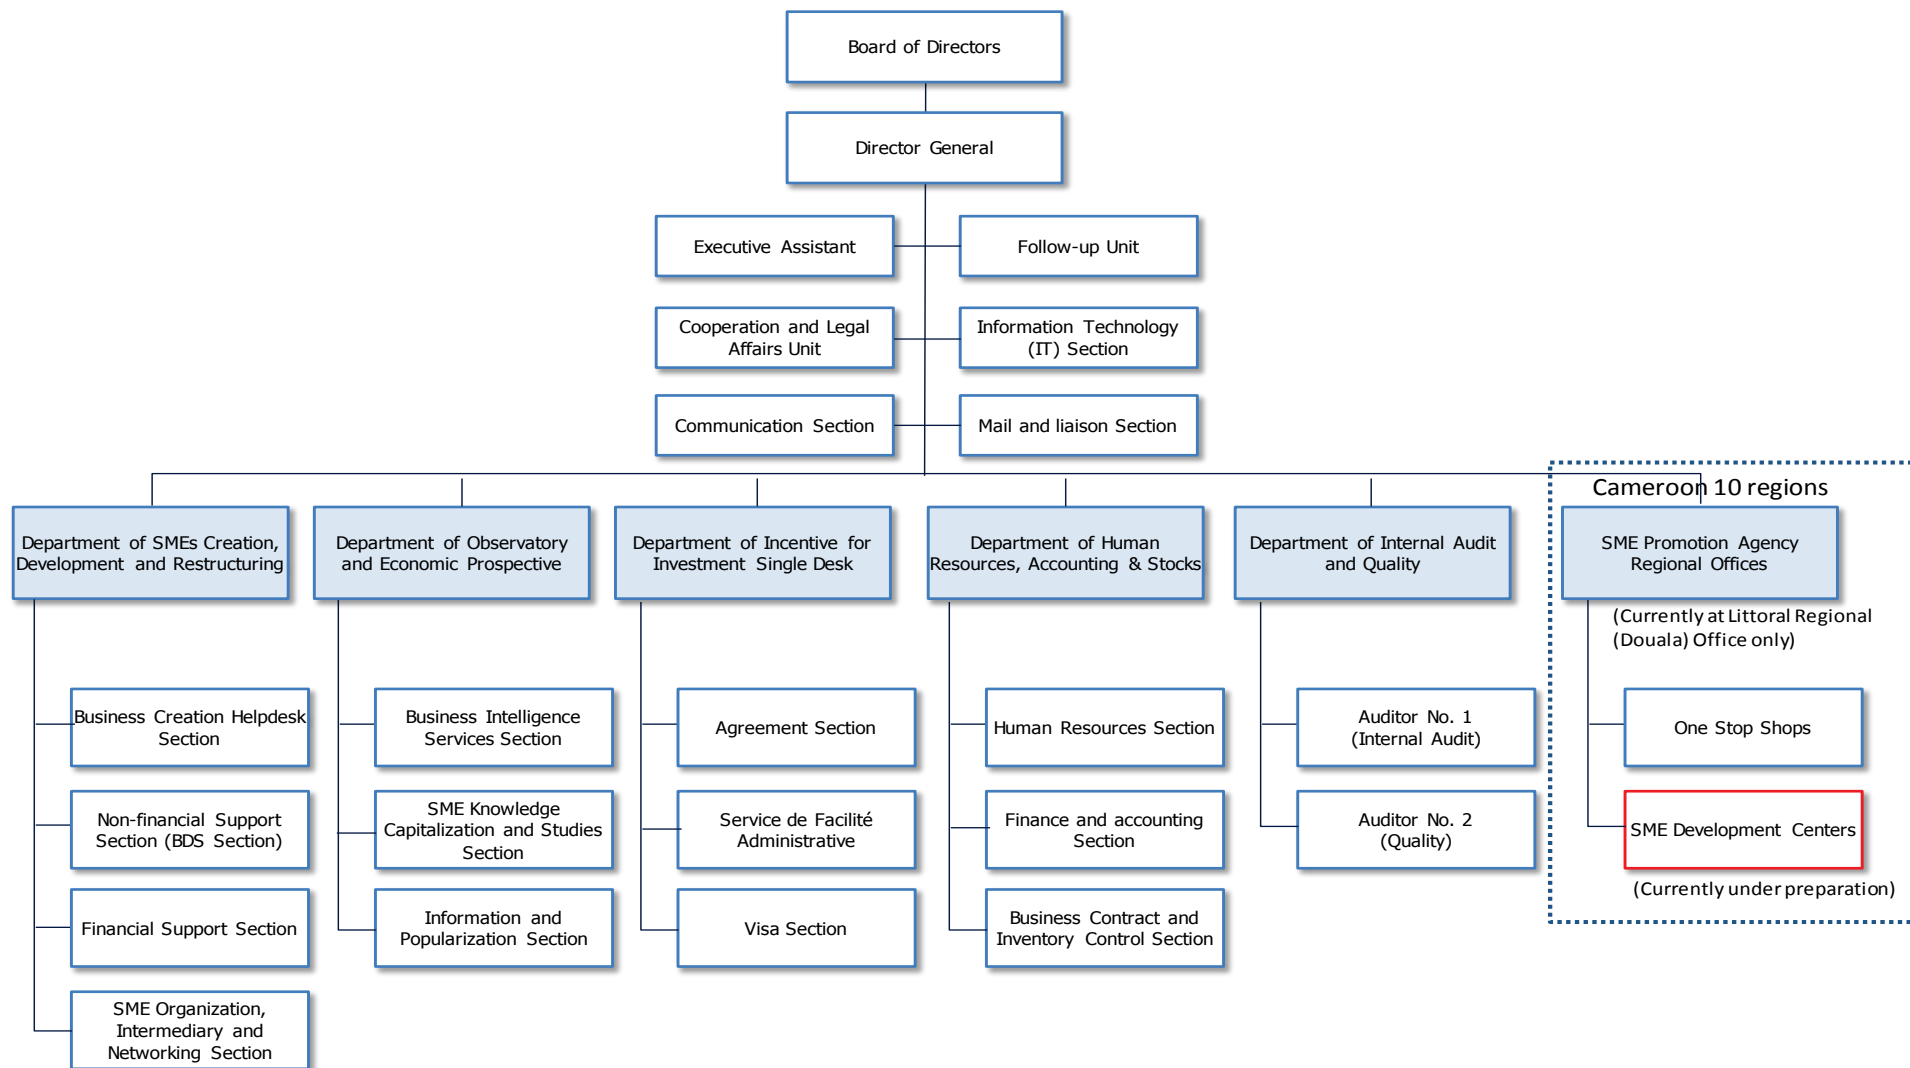 Board of Directors
Director General
Executive Assistant
Follow-up Unit
Cooperation and Legal
Affairs Unit
Information Technology
(IT) Section
Communication Section
Mail and liaison Section
Cameroon 10 regions
Department of SMEs Creation,
Development and Restructuring
Department of Observatory
and Economic Prospective
Department of Incentive for
Investment Single Desk
Department of Human
Resources, Accounting & Stocks
Department of Internal Audit
and Quality
SME Promotion Agency
Regional Offices
(Currently at Littoral Regional
(Douala) Office only)
Business Creation Helpdesk
Section
Non-financial Support
Section (BDS Section)
Financial Support Section
SME Organization,
Intermediary and
Networking Section
Business Intelligence
Services Section
SME Knowledge
Capitalization and Studies
Section
Information and
Popularization Section
Agreement Section
Service de Facilité
Administrative
Visa Section
Human Resources Section
Finance and accounting
Section
Business Contract and
Inventory Control Section
Auditor No. 1
(Internal Audit)
Auditor No. 2
(Quality)
One Stop Shops
SME Development Centers
(Currently under preparation)